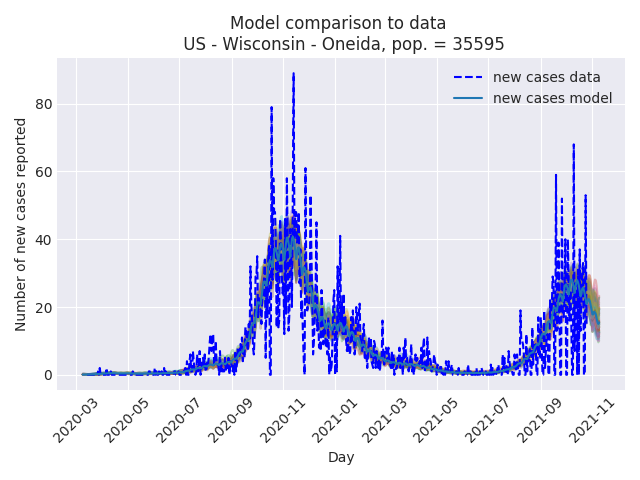 Model comparison to data
US - Wisconsin - Oneida, pop. = 35595
new cases data
new cases model
Number of new cases reported
80
60
40
20
0
2020-03
2020-05
2020-07
2020-09
2020-11
2021-01
2021-03
2021-05
2021-07
2021-09
2021-11
Day